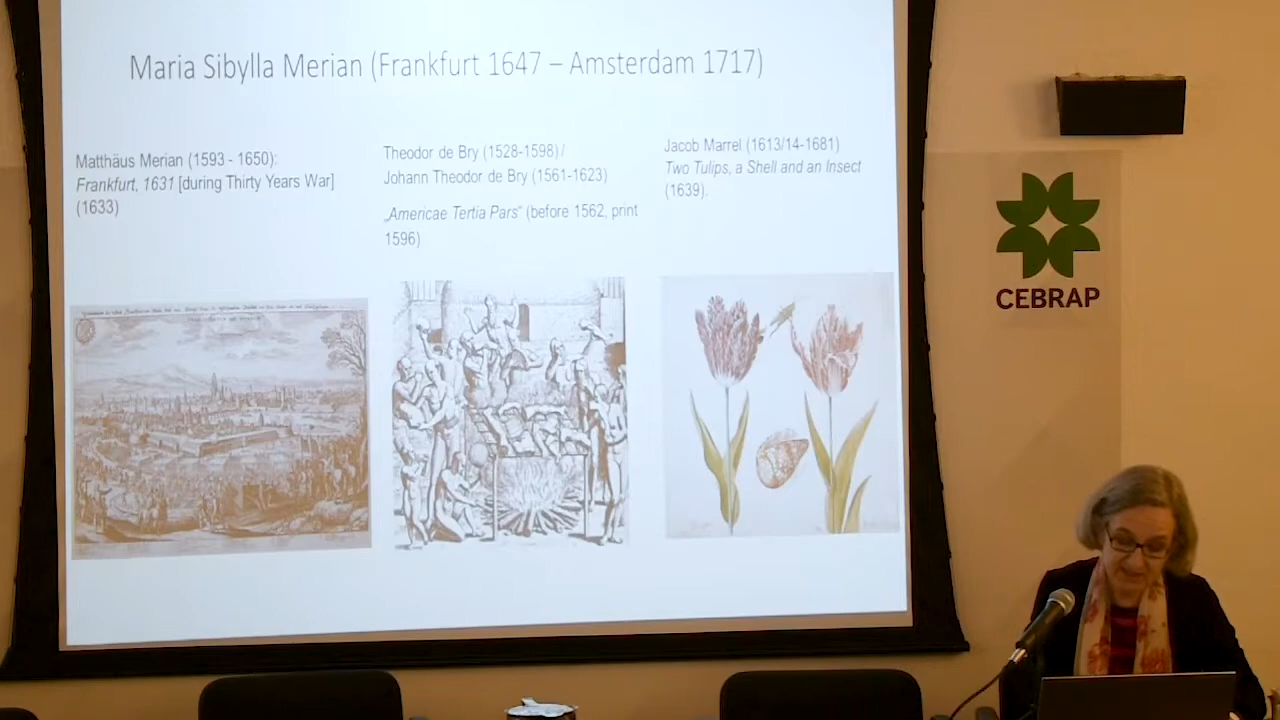 Maria Sibylla Merian (Frankfurt 1647 – Amsterdam 1717)
Matthäus Merian (1593 - 1650):
Frankfurt, 1631 [during Thirty Years War]
(1633)
Theodor de Bry (1528-1598) /
Johann Theodor de Bry (1561-1623)
„Americae Tertia Pars“ (before 1562, print
1596)
Jacob Marrel (1613/14-1681)
Two Tulips, a Shell and an Insect
(1639).
CEBRAP